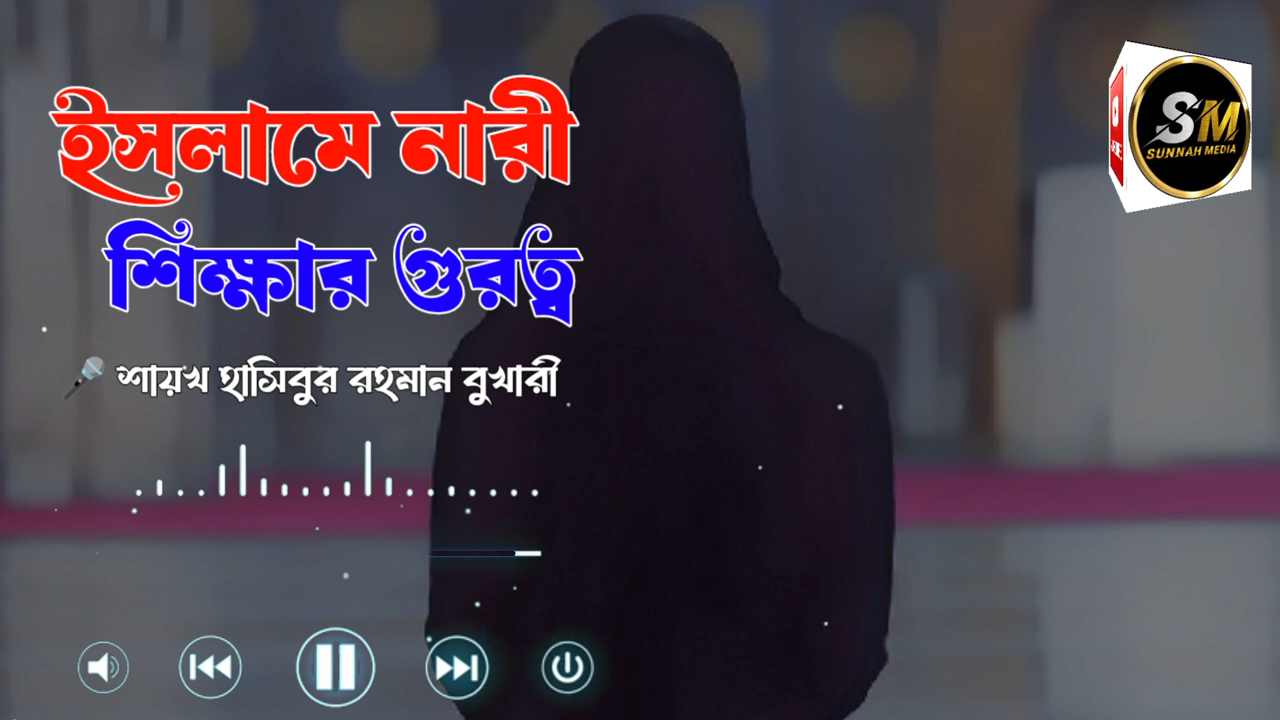 ইসলামে নারী
শিক্ষার গুরত্ব
শায়খ হাসিবুর রহমান বুখারী
SM
SUNNAH MEDIA